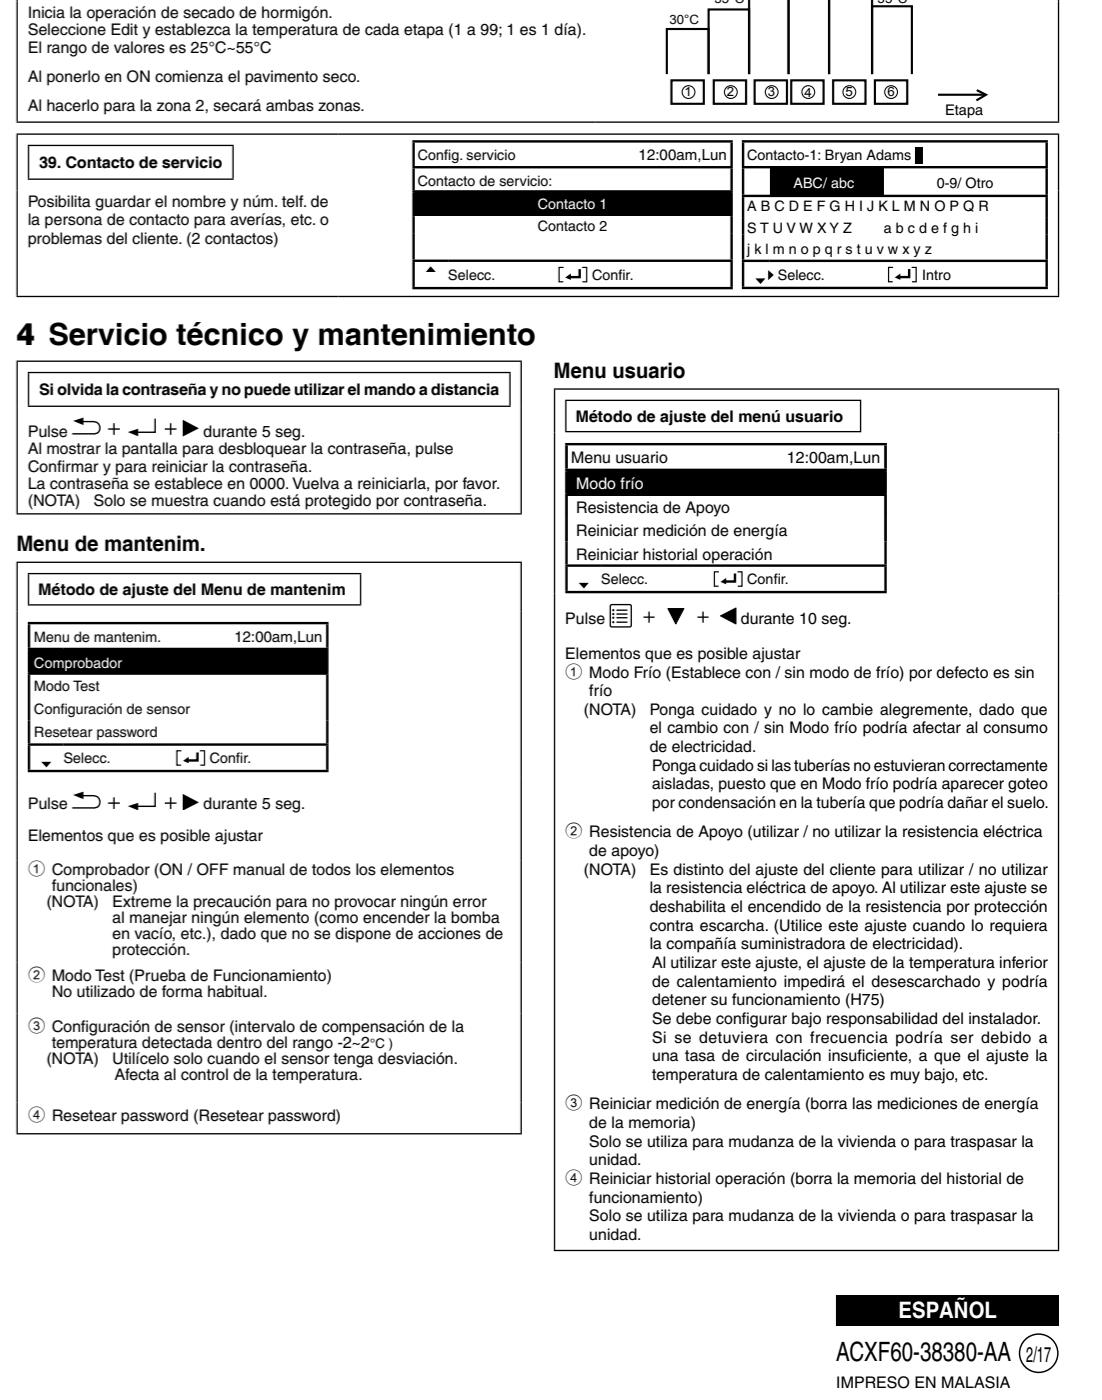 Inicia la operación de secado de hormigón.
Seleccione Edit y establezca la temperatura de cada etapa (1 a 99; 1 es 1 día).
El rango de valores es 25°C~55°C
Al ponerlo en ON comienza el pavimento seco.
Al hacerlo para la zona 2, secará ambas zonas.
30°C
① ② ③ ④ ⑤ ⑥
Etapa
39. Contacto de servicio
Posibilita guardar el nombre y núm. telf. de
la persona de contacto para averías, etc. o
problemas del cliente. (2 contactos)
Config. servicio 12:00am,Lun
Contacto de servicio:
Contacto 1
Contacto 2
Selecc. [↵] Confir.
Contacto-1: Bryan Adams
ABC/ abc 0-9/ Otro
A B C D E F G H I J K L M N O P Q R
S T U V W X Y Z a b c d e f g h i
j k l m n o p q r s t u v w x y z
Selecc. [↵] Intro
4 Servicio técnico y mantenimiento
Si olvida la contraseña y no puede utilizar el mando a distancia
Pulse + + ▶ durante 5 seg.
Al mostrar la pantalla para desbloquear la contraseña, pulse
Confirmar y para reiniciar la contraseña.
La contraseña se establece en 0000. Vuelva a reiniciarla, por favor.
(NOTA) Solo se muestra cuando está protegido por contraseña.
Menu de mantenim.
Método de ajuste del Menu de mantenim
Menu de mantenim. 12:00am,Lun
Comprobador
Modo Test
Configuración de sensor
Resetear password
Selecc. [↵] Confir.
Pulse + + ▶ durante 5 seg.
Elementos que es posible ajustar
① Comprobador (ON / OFF manual de todos los elementos
funcionales)
(NOTA) Extreme la precaución para no provocar ningún error
al manejar ningún elemento (como encender la bomba
en vacío, etc.), dado que no se dispone de acciones de
protección.
② Modo Test (Prueba de Funcionamiento)
No utilizado de forma habitual.
③ Configuración de sensor (intervalo de compensación de la
temperatura detectada dentro del rango -2~2°C )
(NOTA) Utilícelo solo cuando el sensor tenga desviación.
Afecta al control de la temperatura.
④ Resetear password (Resetear password)
Menu usuario
Método de ajuste del menú usuario
Menu usuario 12:00am,Lun
Modo frío
Resistencia de Apoyo
Reiniciar medición de energía
Reiniciar historial operación
Selecc. [↵] Confir.
Pulse + ▼ + ◀ durante 10 seg.
Elementos que es posible ajustar
① Modo Frío (Establece con / sin modo de frío) por defecto es sin
frío
(NOTA) Ponga cuidado y no lo cambie alegremente, dado que
el cambio con / sin Modo frío podría afectar al consumo
de electricidad.
Ponga cuidado si las tuberías no estuvieran correctamente
aisladas, puesto que en Modo frío podría aparecer goteo
por condensación en la tubería que podría dañar el suelo.
② Resistencia de Apoyo (utilizar / no utilizar la resistencia eléctrica
de apoyo)
(NOTA) Es distinto del ajuste del cliente para utilizar / no utilizar
la resistencia eléctrica de apoyo. Al utilizar este ajuste se
deshabilita el encendido de la resistencia por protección
contra escarcha. (Utilice este ajuste cuando lo requiera
la compañía suministradora de electricidad).
Al utilizar este ajuste, el ajuste de la temperatura inferior
de calentamiento impedirá el desescarchado y podría
detener su funcionamiento (H75)
Se debe configurar bajo responsabilidad del instalador.
Si se detuviera con frecuencia podría ser debido a
una tasa de circulación insuficiente, a que el ajuste la
temperatura de calentamiento es muy bajo, etc.
③ Reiniciar medición de energía (borra las mediciones de energía
de la memoria)
Solo se utiliza para mudanza de la vivienda o para traspasar la
unidad.
④ Reiniciar historial operación (borra la memoria del historial de
funcionamiento)
Solo se utiliza para mudanza de la vivienda o para traspasar la
unidad.
ESPAÑOL
ACXF60-38380-AA 2/17
IMPRESO EN MALASIA